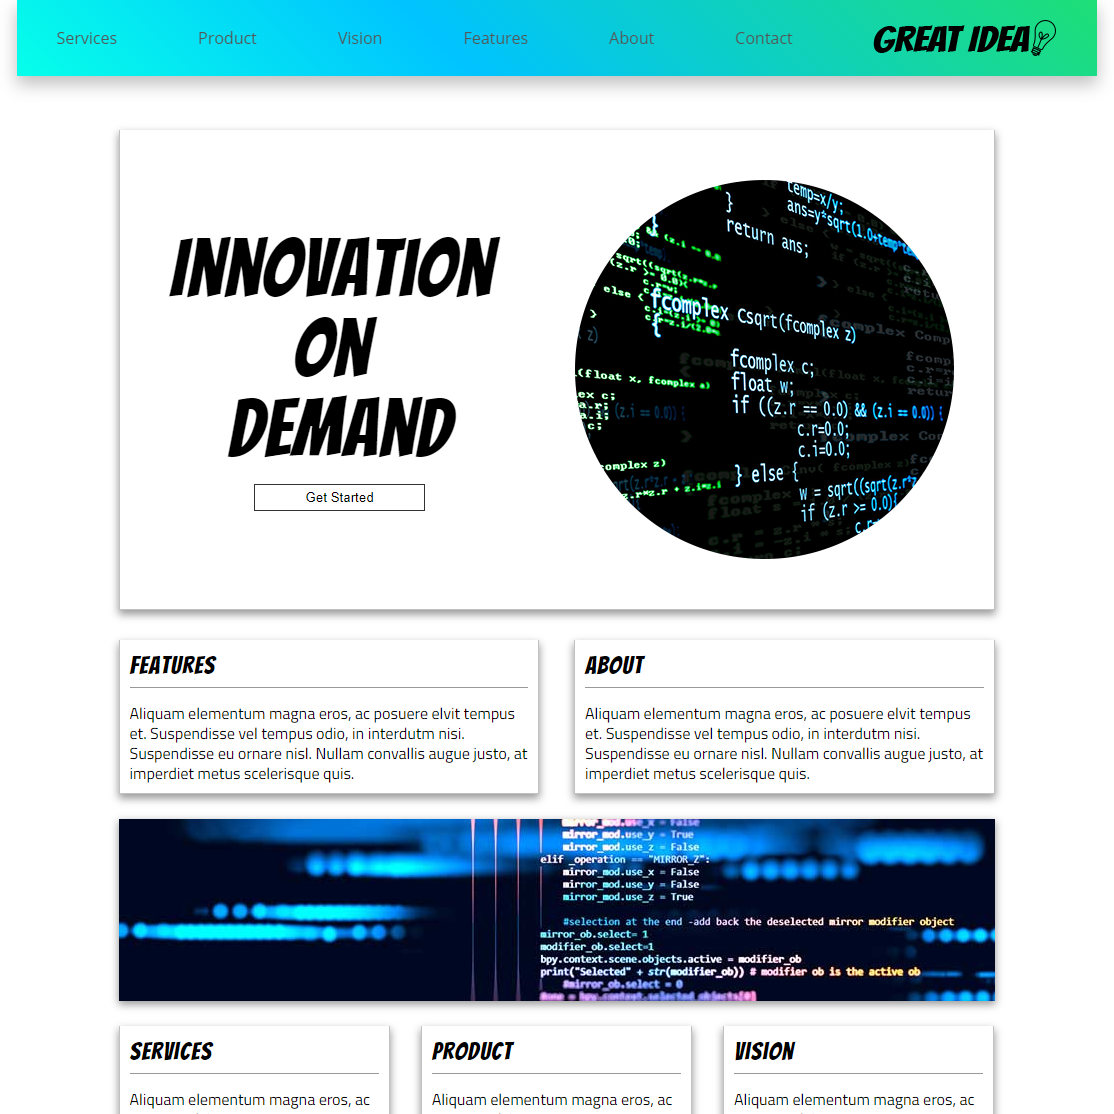 Services Product Vision Features About Contact GREAT IDEA
INNOVATION
ON
DEMAND
Get Started
temp=x/y;
} ans=y*sqrt(1.0+temp*te
return ans;
fcomplex Csqrt(fcomplex z)
{
fcomplex c;
float w;
if ((z.r == 0.0) && (z.i == 0.0)) {
c.r=0.0;
c.i=0.0;
} else {
w = sqrt((sqrt(z.r*z
if (z.r >= 0.0){
FEATURES
Aliquam elementum magna eros, ac posuere elvit tempus
et. Suspendisse vel tempus odio, in interdutm nisi.
Suspendisse eu ornare nisl. Nullam convallis augue justo, at
imperdiet metus scelerisque quis.
ABOUT
Aliquam elementum magna eros, ac posuere elvit tempus
et. Suspendisse vel tempus odio, in interdutm nisi.
Suspendisse eu ornare nisl. Nullam convallis augue justo, at
imperdiet metus scelerisque quis.
mirror_mod.use_x = False
mirror_mod.use_y = True
mirror_mod.use_z = False
elif _operation == "MIRROR_Z":
mirror_mod.use_x = False
mirror_mod.use_y = False
mirror_mod.use_z = True
#selection at the end -add back the deselected mirror modifier object
mirror_ob.select= 1
modifier_ob.select=1
bpy.context.scene.objects.active = modifier_ob
print("Selected" + str(modifier_ob)) # modifier ob is the active ob
#mirror_ob.select = 0
#one = bpy.context.selected_objects[0]
SERVICES
Aliquam elementum magna eros, ac
PRODUCT
Aliquam elementum magna eros, ac
VISION
Aliquam elementum magna eros, ac